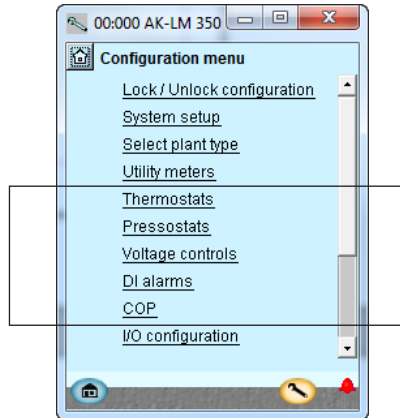 00:000 AK-LM 350
Configuration menu
Lock / Unlock configuration
System setup
Select plant type
Utility meters
Thermostats
Pressostats
Voltage controls
DI alarms
COP
I/O configuration